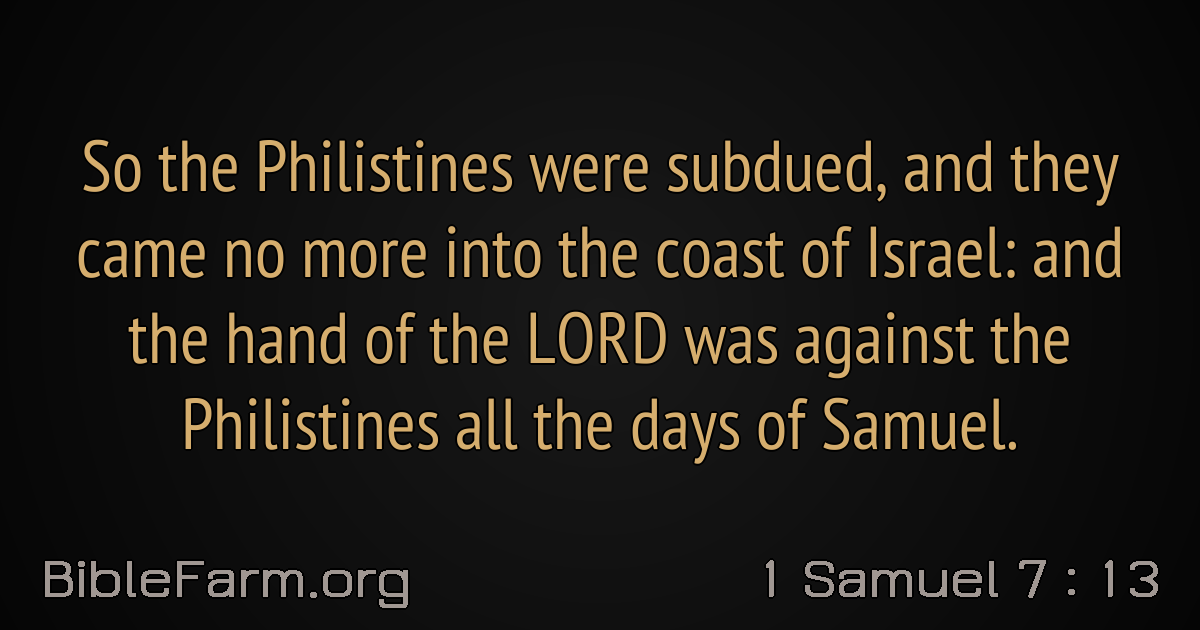 So the Philistines were subdued, and they
came no more into the coast of Israel: and
the hand of the LORD was against the
Philistines all the days of Samuel.
BibleFarm.org
1 Samuel 7 : 13